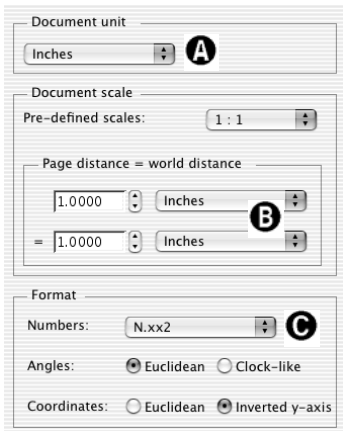 Document unit
Inches
A
Document scale
Pre-defined scales: 1 : 1
Page distance = world distance
1.0000 Inches
B
= 1.0000 Inches
Format
Numbers: N.xx2
C
Angles: Euclidean Clock-like
Coordinates: Euclidean Inverted y-axis